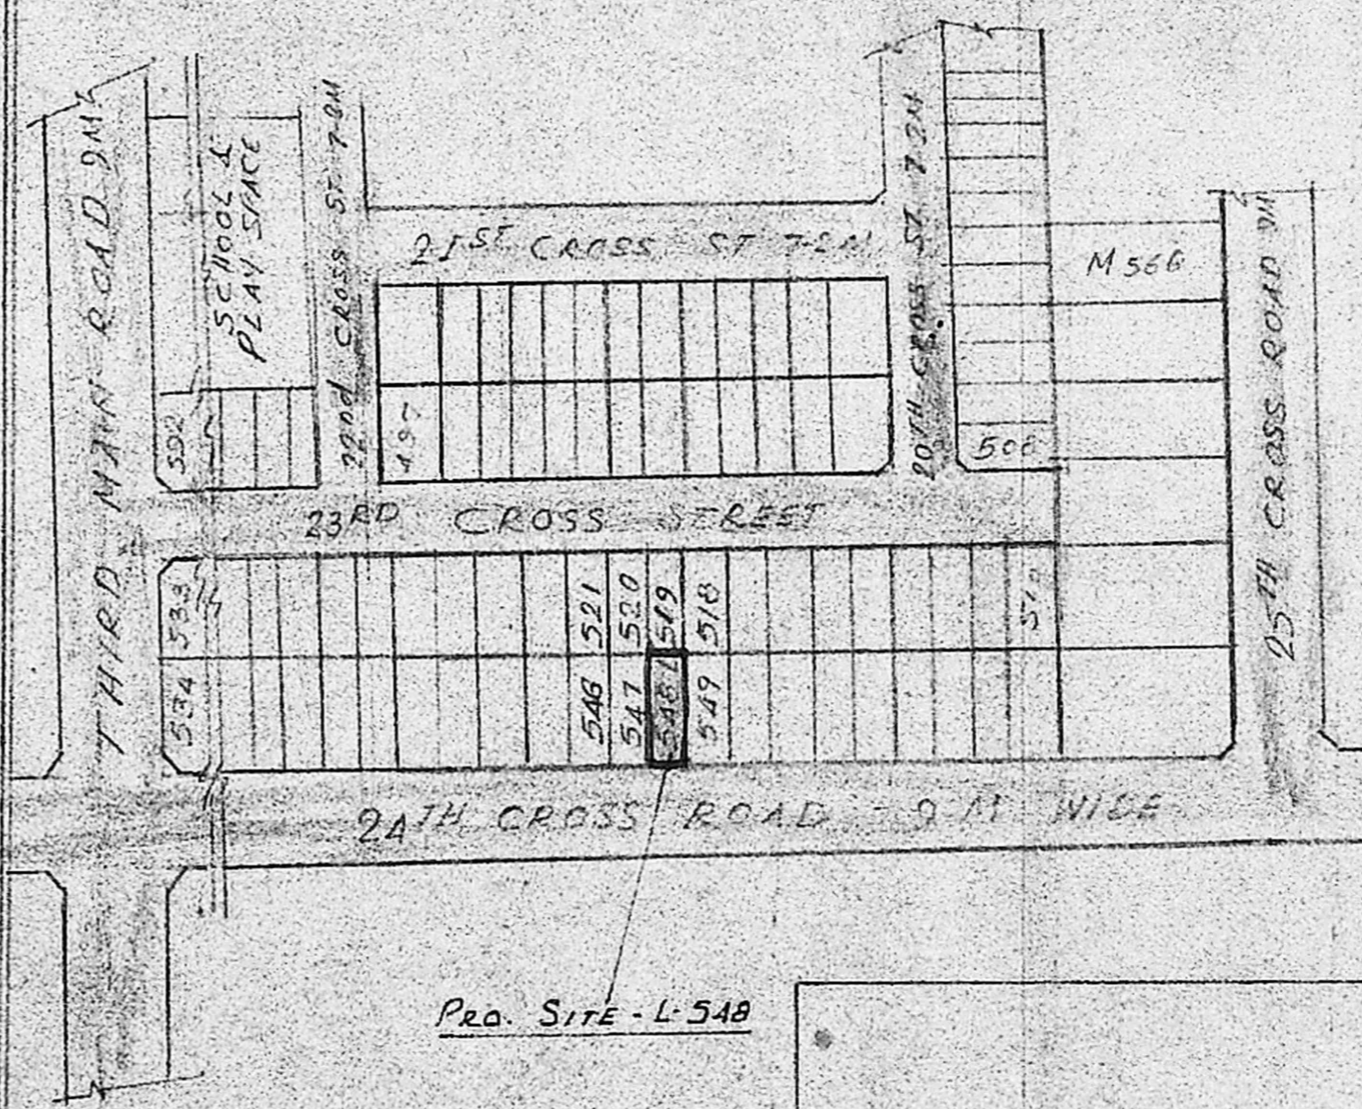 THIRD MAIN ROAD 9M
SCHOOL &
PLAY SPACE
22nd CROSS ST 7-2M
21ST CROSS ST 7-2M
20TH CROSS ST 7-2M
M 566
25TH CROSS ROAD 9M
592
497
506
23RD CROSS STREET
533
521
520
519
518
510
534
546
547
548
549
24TH CROSS ROAD - 9 M WIDE
PRO. SITE - L-548